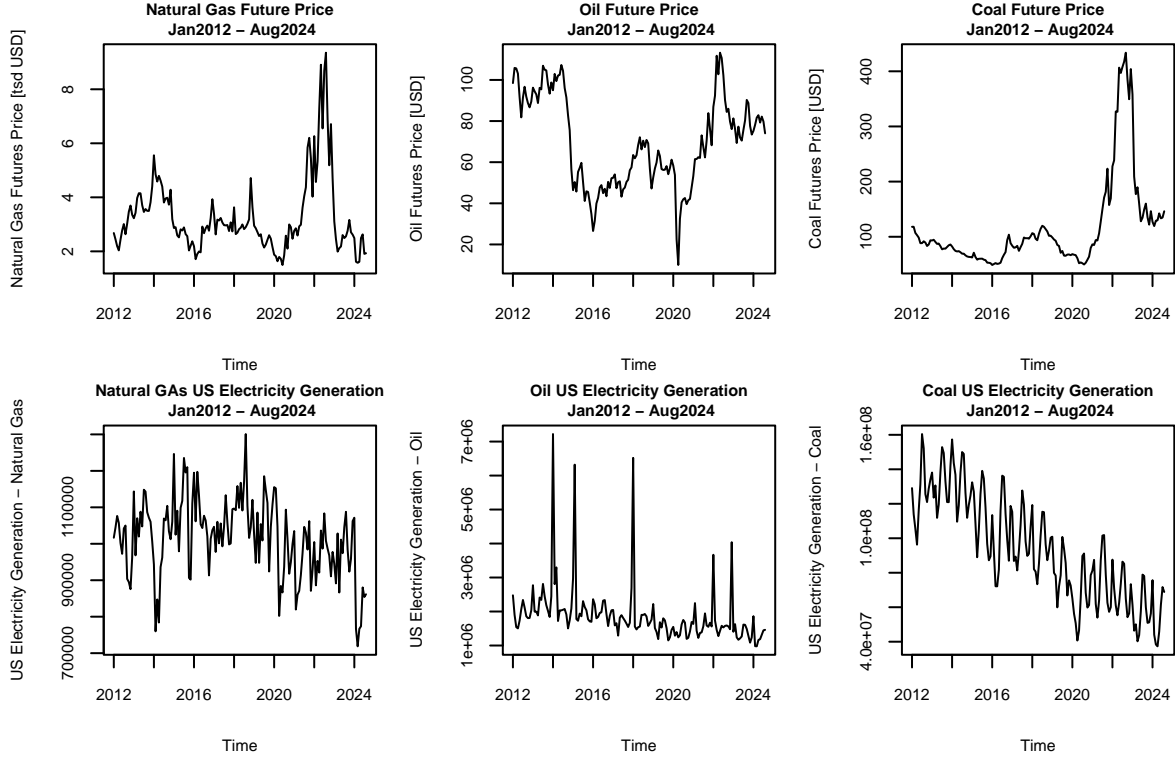 Natural Gas Future Price
Jan2012 − Aug2024
Natural Gas Futures Price [tsd USD]
8
6
4
2
2012 2016 2020 2024
Time
Oil Future Price
Jan2012 − Aug2024
Oil Futures Price [USD]
100
80
60
40
20
2012 2016 2020 2024
Time
Coal Future Price
Jan2012 − Aug2024
Coal Futures Price [USD]
400
300
200
100
2012 2016 2020 2024
Time
Natural GAs US Electricity Generation
Jan2012 − Aug2024
US Electricity Generation − Natural Gas
1100000
900000
700000
2012 2016 2020 2024
Time
Oil US Electricity Generation
Jan2012 − Aug2024
US Electricity Generation − Oil
7e+06
5e+06
3e+06
1e+06
2012 2016 2020 2024
Time
Coal US Electricity Generation
Jan2012 − Aug2024
US Electricity Generation − Coal
1.6e+08
1.0e+08
4.0e+07
2012 2016 2020 2024
Time